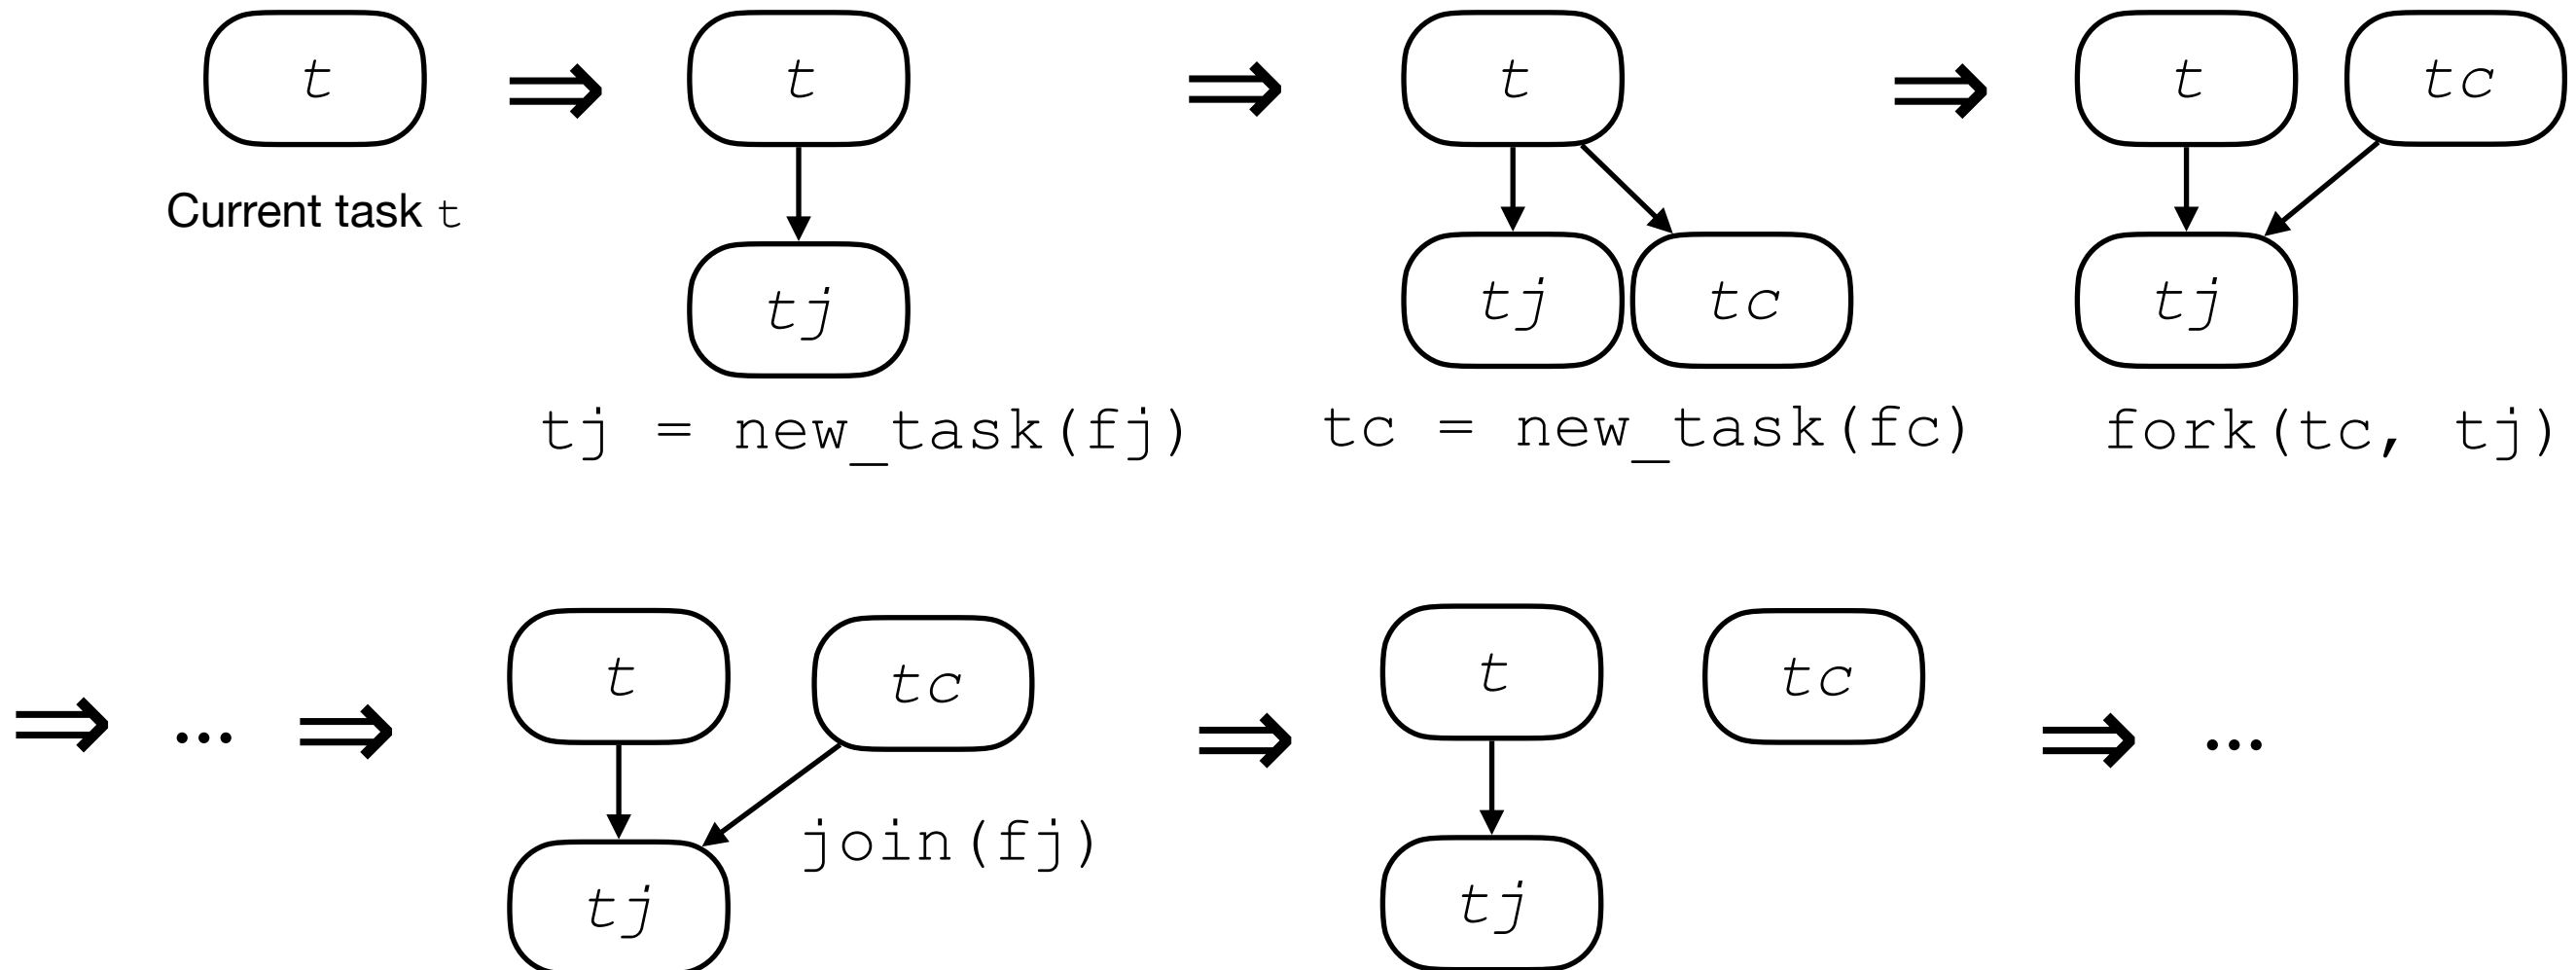 t ⇒ t ⇒ t ⇒ t tc
Current task t
tj tj tc tj
tj = new_task(fj) tc = new_task(fc) fork(tc, tj)
⇒ ... ⇒ t tc ⇒ t tc ⇒ ...
join(fj)
tj tj